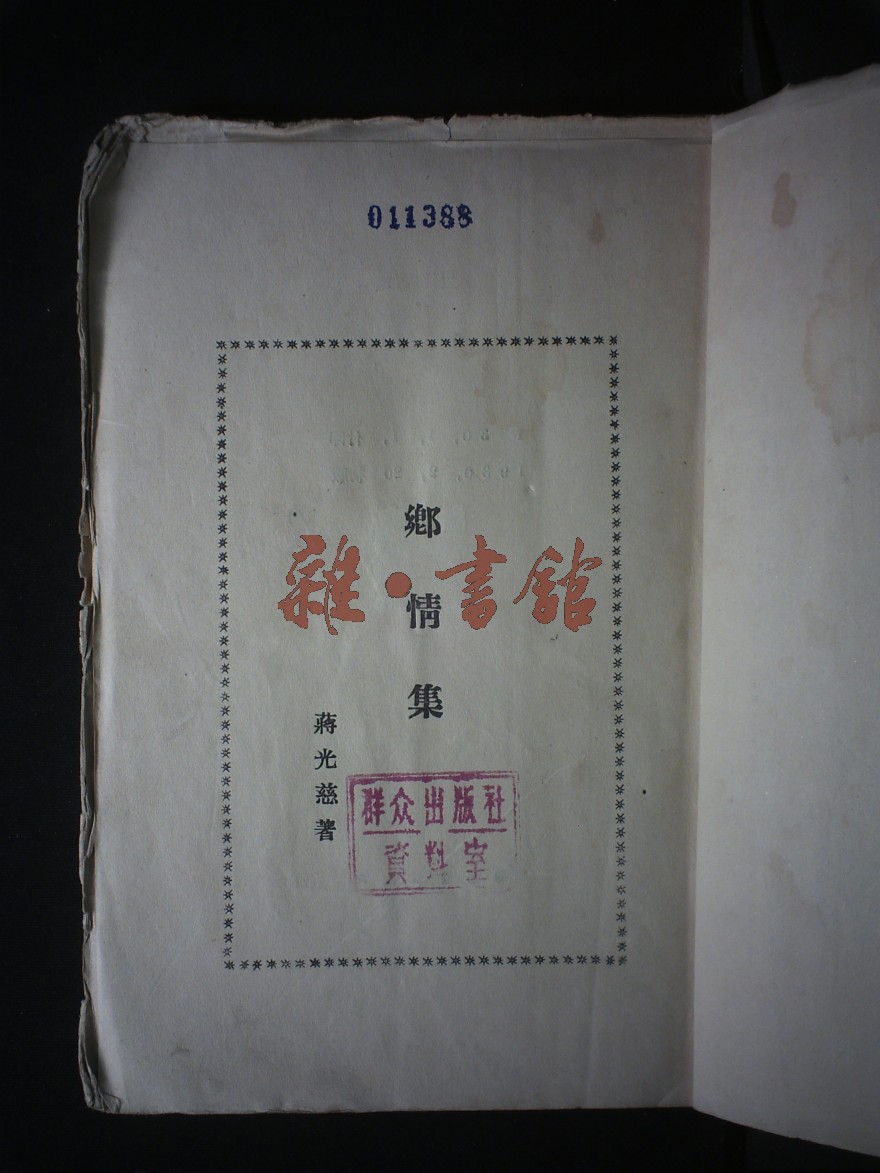 011388
鄉情集
蔣光慈著
雜·書館
群众出版社
資料室